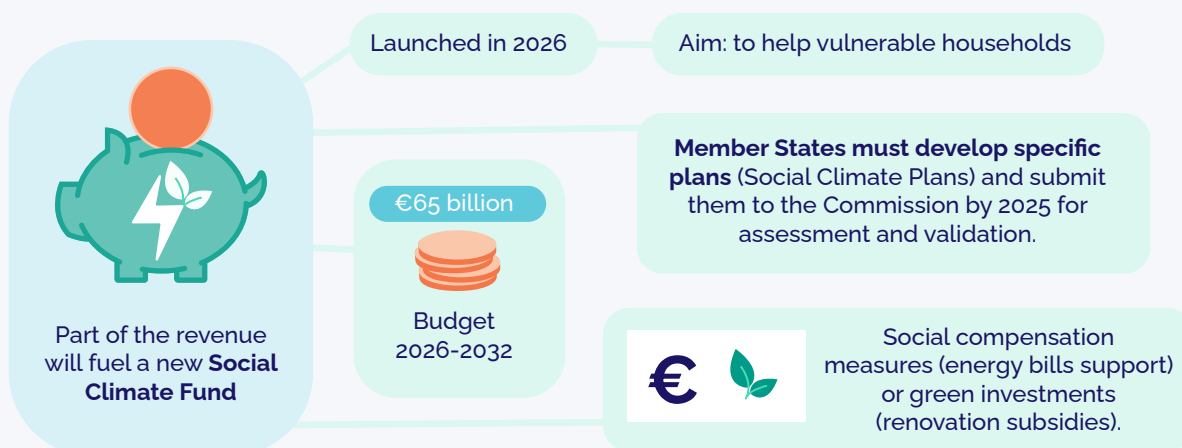 Launched in 2026
Aim: to help vulnerable households
Member States must develop specific
plans (Social Climate Plans) and submit
them to the Commission by 2025 for
assessment and validation.
€65 billion
Budget
2026-2032
Part of the revenue
will fuel a new Social
Climate Fund
€
Social compensation
measures (energy bills support)
or green investments
(renovation subsidies).